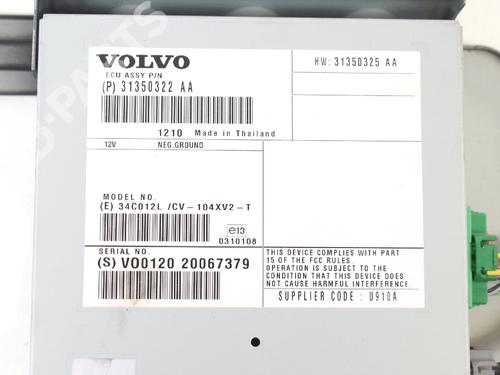 VOLVO
HW: 31350325 AA
ECU ASSY P/N
(P) 31350322 AA
1210 Made in Thailand
12V NEG.GROUND
MODEL NO.
(E) 34C012L /CV-104XV2-T
e13
0310108
SERIAL NO.
(S) VO0120 20067379
THIS DEVICE COMPLIES WITH PART
15 OF THE FCC RULES.
OPERATION IS SUBJECT TO THE
CONDITION THAT THIS DEVICE DOES
NOT CAUSE HARMFUL INTERFERENCE.
SUPPLIER CODE : U910A